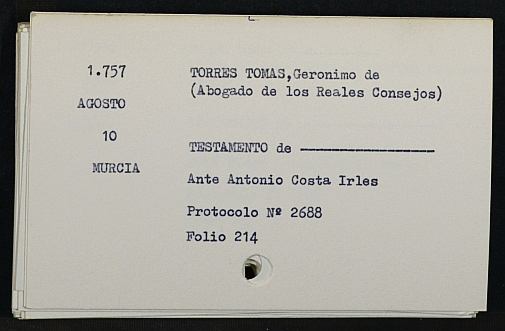 1.757
AGOSTO
10
MURCIA
TORRES TOMAS,Geronimo de
(Abogado de los Reales Consejos)
TESTAMENTO de ————————
Ante Antonio Costa Irles
Protocolo Nº 2688
Folio 214